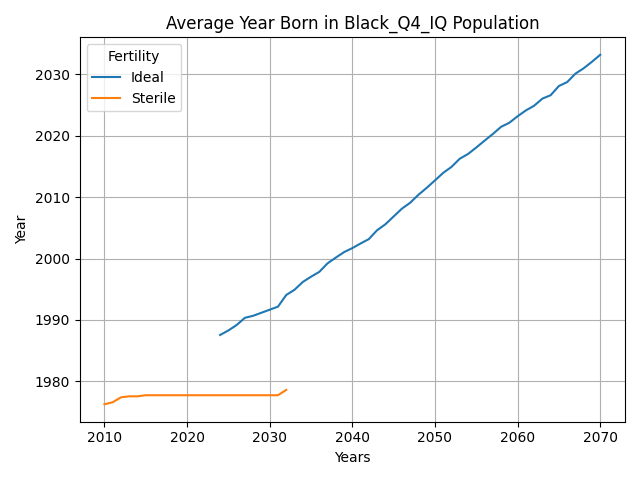 Average Year Born in Black_Q4_IQ Population
Fertility
Ideal
Sterile
Year
2030
2020
2010
2000
1990
1980
2010 2020 2030 2040 2050 2060 2070
Years